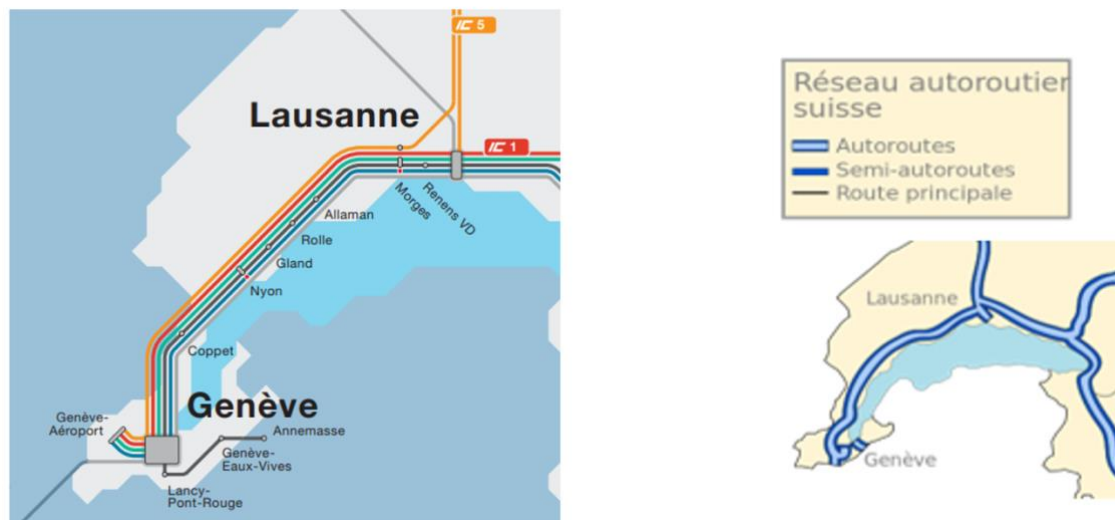 IC 5
Lausanne
IC 1
Morges
Renens VD
Allaman
Rolle
Gland
Nyon
Coppet
Genève
Genève-
Aéroport
Annemasse
Genève-
Eaux-Vives
Lancy-
Pont-Rouge
Réseau autoroutier
suisse
Autoroutes
Semi-autoroutes
Route principale
Lausanne
Genève